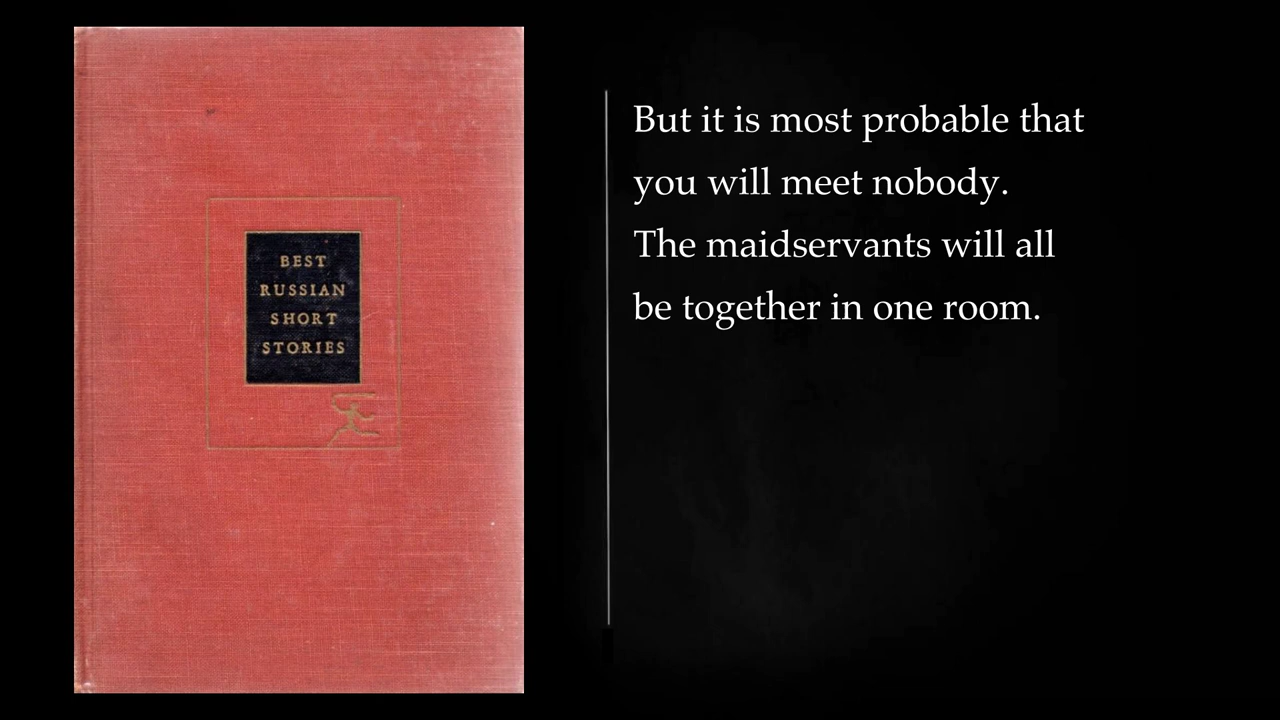 BEST
RUSSIAN
SHORT
STORIES
But it is most probable that
you will meet nobody.
The maidservants will all
be together in one room.